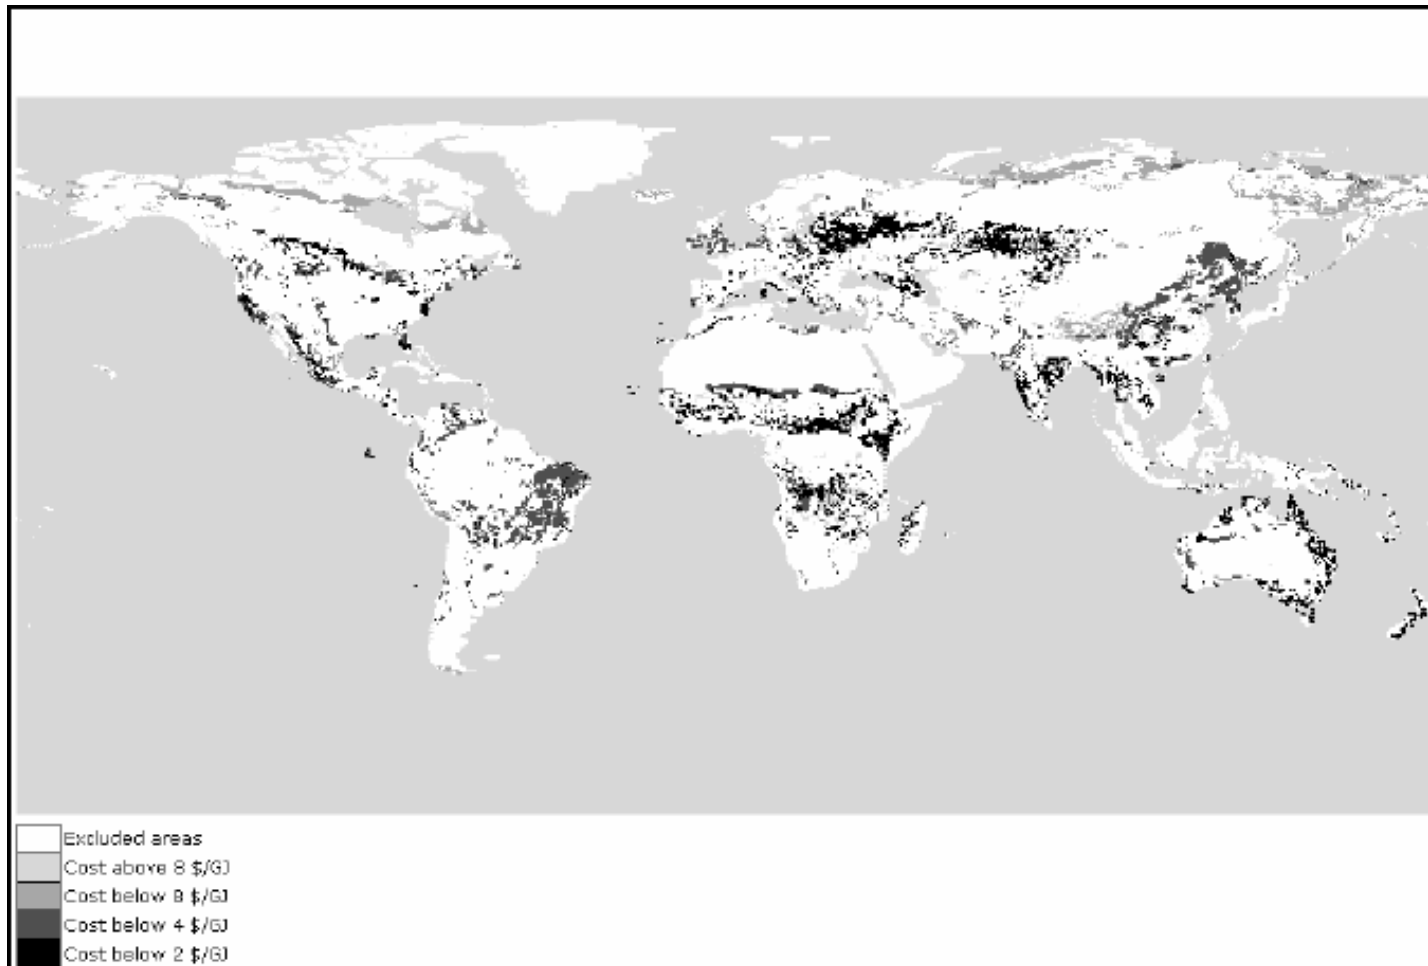 Excluded areas
Cost above 8 $/GJ
Cost below 8 $/GJ
Cost below 4 $/GJ
Cost below 2 $/GJ